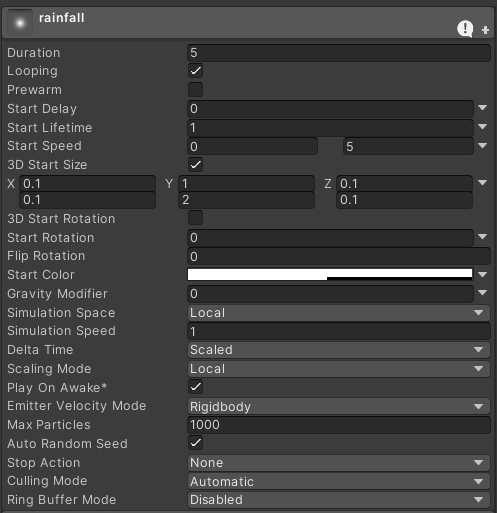 rainfall
Duration 5
Looping
Prewarm
Start Delay 0
Start Lifetime 1
Start Speed 0 5
3D Start Size
X 0.1 Y 1 Z 0.1
0.1 2 0.1
3D Start Rotation
Start Rotation 0
Flip Rotation 0
Start Color
Gravity Modifier 0
Simulation Space Local
Simulation Speed 1
Delta Time Scaled
Scaling Mode Local
Play On Awake*
Emitter Velocity Mode Rigidbody
Max Particles 1000
Auto Random Seed
Stop Action None
Culling Mode Automatic
Ring Buffer Mode Disabled